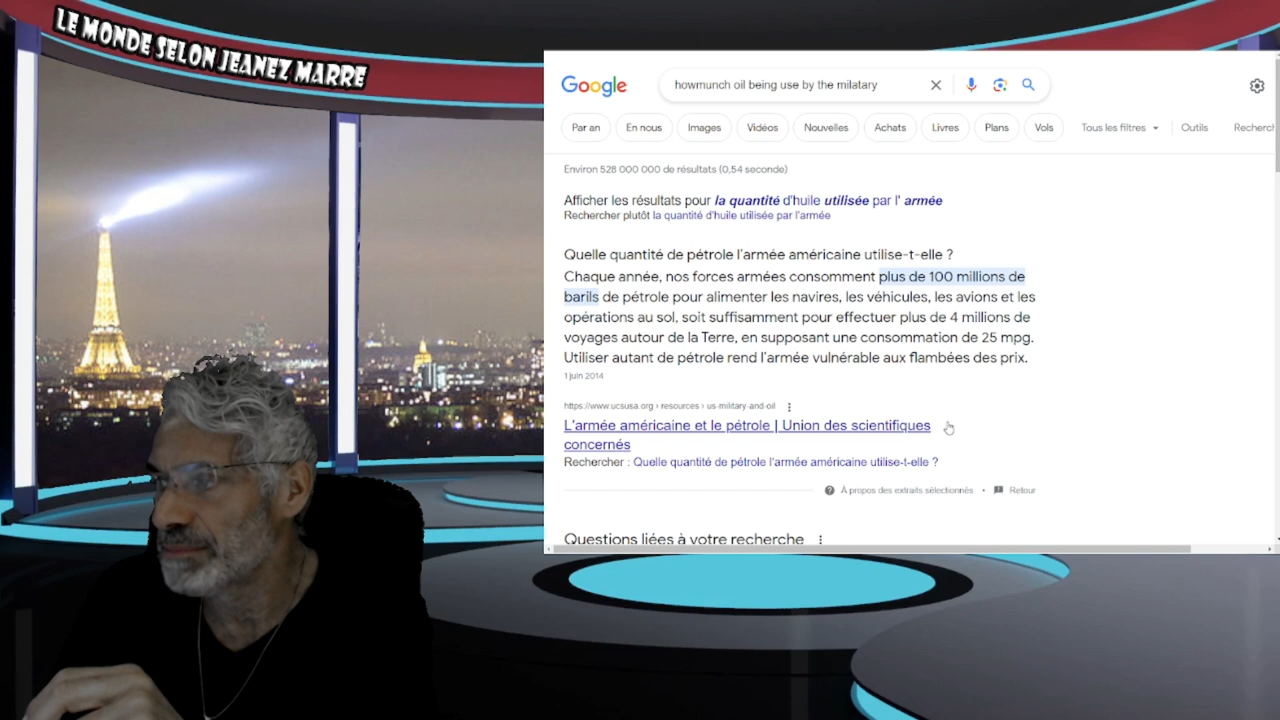 LE MONDE SELON JEANEZ MARRE
Google
howmunch oil being use by the milatary
Par an
En nous
Images
Vidéos
Nouvelles
Achats
Livres
Plans
Vols
Tous les filtres
Outils
Recherch
Environ 528 000 000 de résultats (0,54 seconde)
Afficher les résultats pour la quantité d'huile utilisée par l' armée
Rechercher plutôt la quantité d'huile utilisée par l'armée
Quelle quantité de pétrole l'armée américaine utilise-t-elle ?
Chaque année, nos forces armées consomment plus de 100 millions de
barils de pétrole pour alimenter les navires, les véhicules, les avions et les
opérations au sol, soit suffisamment pour effectuer plus de 4 millions de
voyages autour de la Terre, en supposant une consommation de 25 mpg.
Utiliser autant de pétrole rend l'armée vulnérable aux flambées des prix.
1 juin 2014
https://www.ucsusa.org › resources › us-military-and-oil
L'armée américaine et le pétrole | Union des scientifiques
concernés
Rechercher : Quelle quantité de pétrole l'armée américaine utilise-t-elle ?
À propos des extraits sélectionnés • Retour
Questions liées à votre recherche